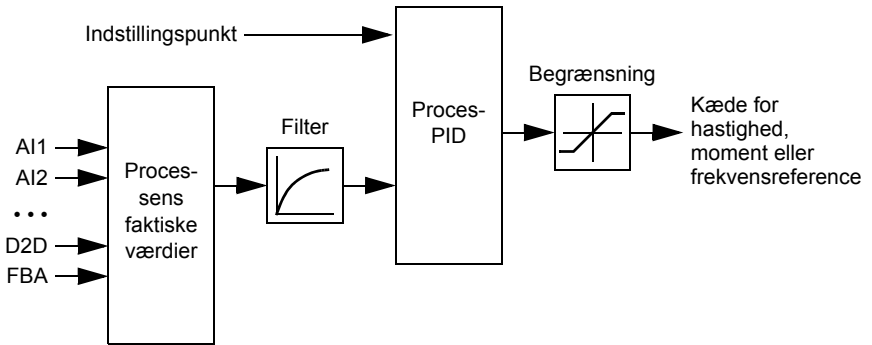 Indstillingspunkt
AI1
AI2
• • •
D2D
FBA
Proces-
sens
faktiske
værdier
Filter
Proces-
PID
Begrænsning
Kæde for
hastighed,
moment eller
frekvensreference